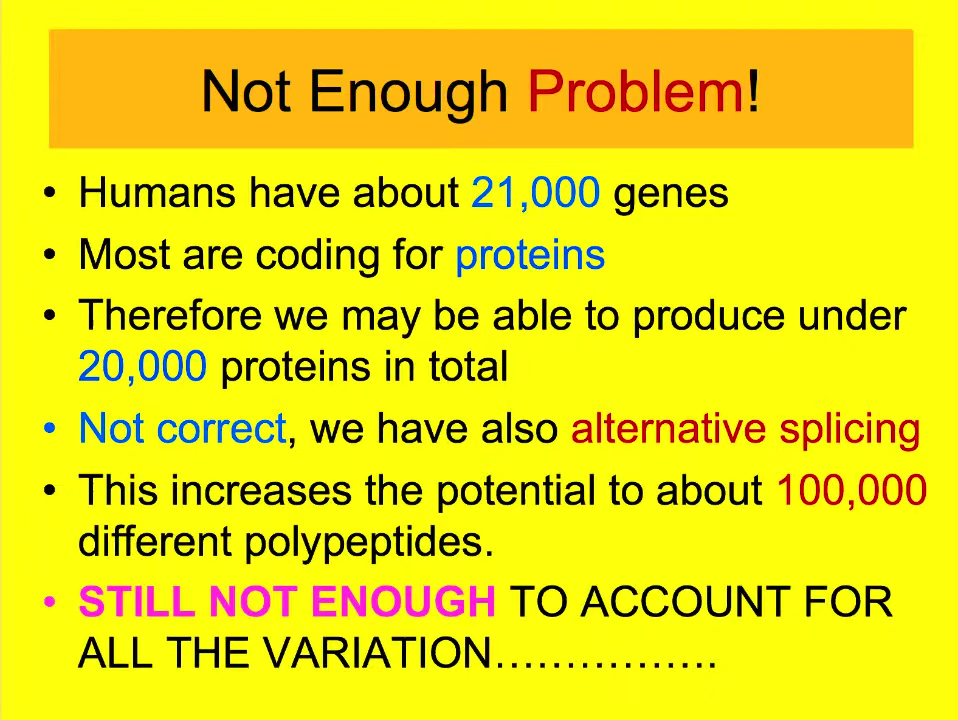 Not Enough Problem!
• Humans have about 21,000 genes
• Most are coding for proteins
• Therefore we may be able to produce under
20,000 proteins in total
• Not correct, we have also alternative splicing
• This increases the potential to about 100,000
different polypeptides.
• STILL NOT ENOUGH TO ACCOUNT FOR
ALL THE VARIATION................